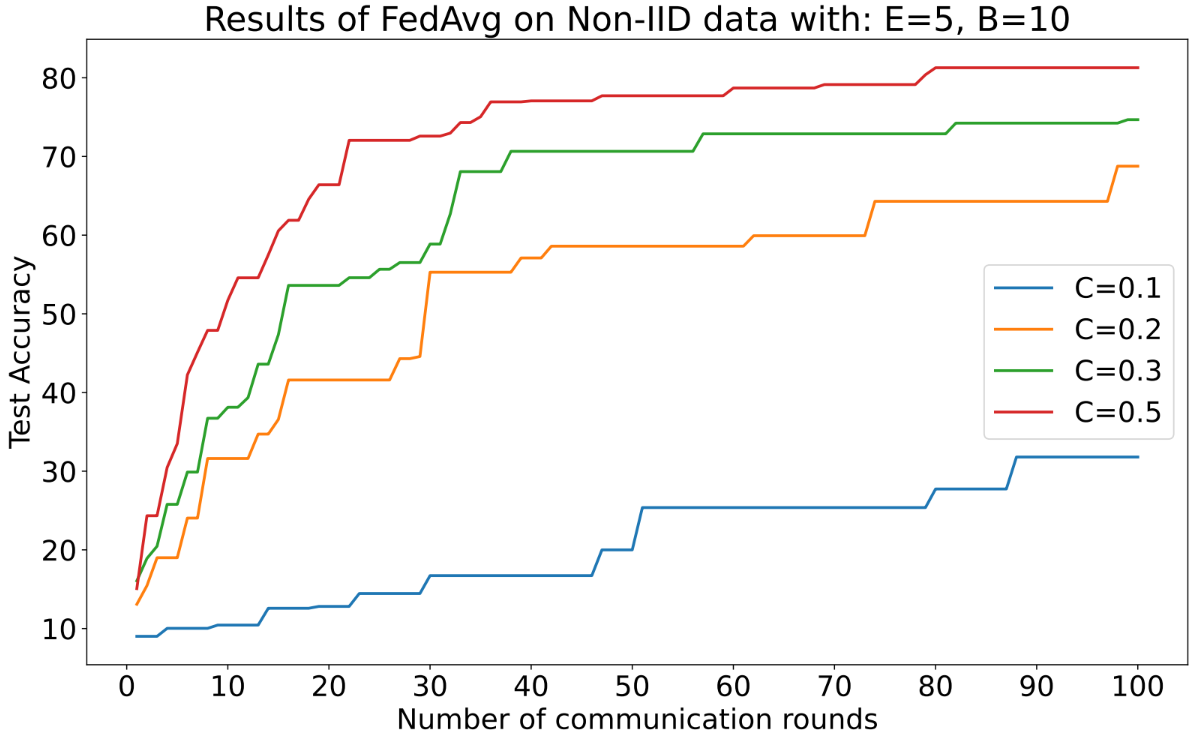 Results of FedAvg on Non-IID data with: E=5, B=10
Test Accuracy
80
70
60
50
40
30
20
10
C=0.1
C=0.2
C=0.3
C=0.5
0 10 20 30 40 50 60 70 80 90 100
Number of communication rounds